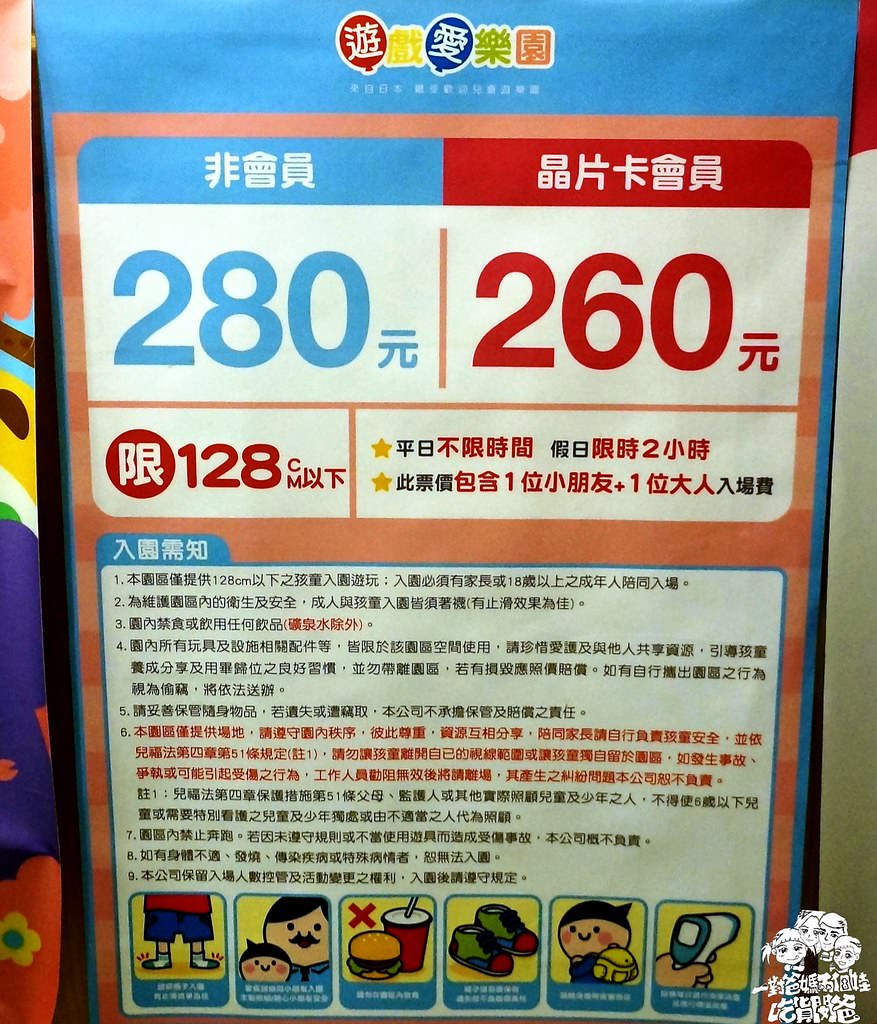 遊戲愛樂園
來自日本 最受歡迎兒童遊樂園
非會員
晶片卡會員
280元
260元
限128CM以下
平日不限時間 假日限時2小時
此票價包含1位小朋友+1位大人入場費
入園需知
1. 本園區僅提供128cm以下之孩童入園遊玩；入園必須有家長或18歲以上之成年人陪同入場。
2. 為維護園區內的衛生及安全，成人與孩童入園皆須著襪(有止滑效果為佳)。
3. 園內禁食或飲用任何飲品(礦泉水除外)。
4. 園內所有玩具及設施相關配件等，皆限於該園區空間使用，請珍惜愛護及與他人共享資源，引導孩童
養成分享及用畢歸位之良好習慣，並勿帶離園區，若有損毀應照價賠償。如有自行攜出園區之行為
視為偷竊，將依法送辦。
5. 請妥善保管隨身物品，若遺失或遭竊取，本公司不承擔保管及賠償之責任。
6. 本園區僅提供場地，請遵守園內秩序，彼此尊重，資源互相分享，陪同家長請自行負責孩童安全，並依
兒福法第四章第51條規定(註1)，請勿讓孩童離開自己的視線範圍或讓孩童獨自留於園區，如發生事故、
爭執或可能引起受傷之行為，工作人員勸阻無效後將請離場，其產生之糾紛問題本公司恕不負責。
註1：兒福法第四章保護措施第51條父母、監護人或其他實際照顧兒童及少年之人，不得使6歲以下兒
童或需要特別看護之兒童及少年獨處或由不適當之人代為照顧。
7. 園區內禁止奔跑。若因未遵守規則或不當使用遊具而造成受傷事故，本公司概不負責。
8. 如有身體不適、發燒、傳染疾病或特殊病情者，恕無法入園。
9. 本公司保留入場人數控管及活動變更之權利，入園後請遵守規定。
一對爸媽兩個娃
吃貨開爸